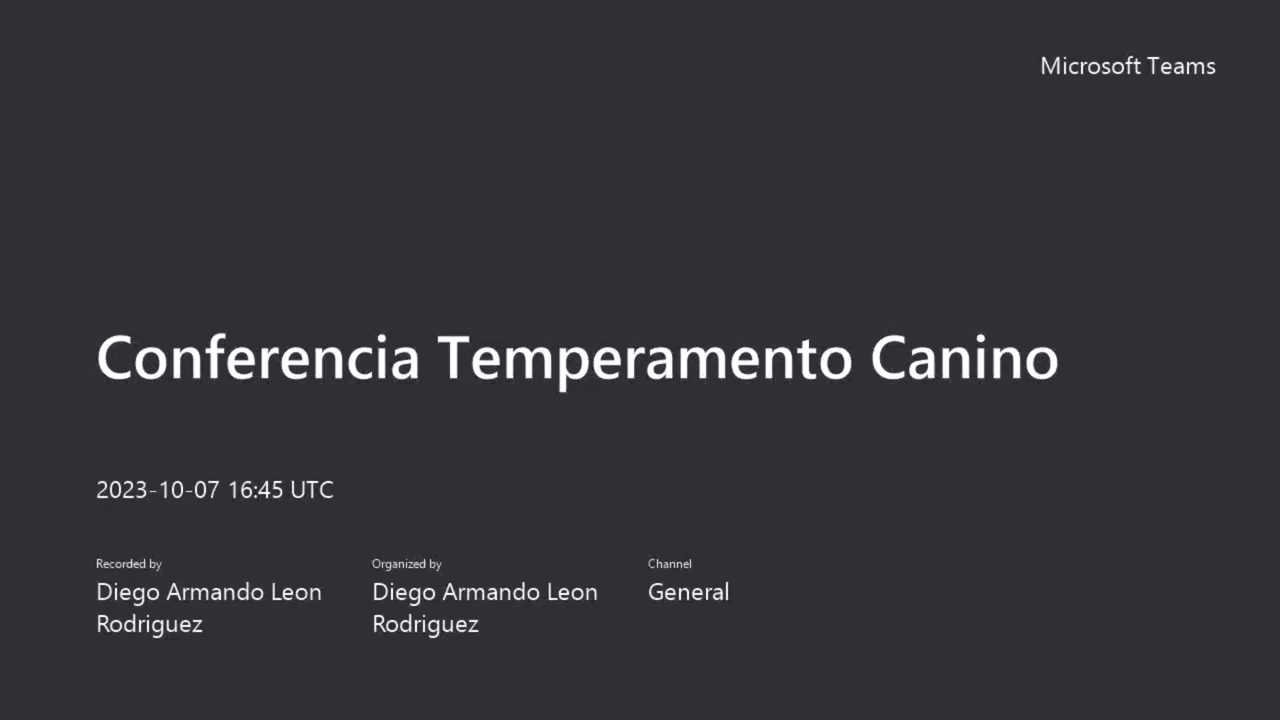 Microsoft Teams
Conferencia Temperamento Canino
2023-10-07 16:45 UTC
Recorded by
Diego Armando Leon
Rodriguez
Organized by
Diego Armando Leon
Rodriguez
Channel
General